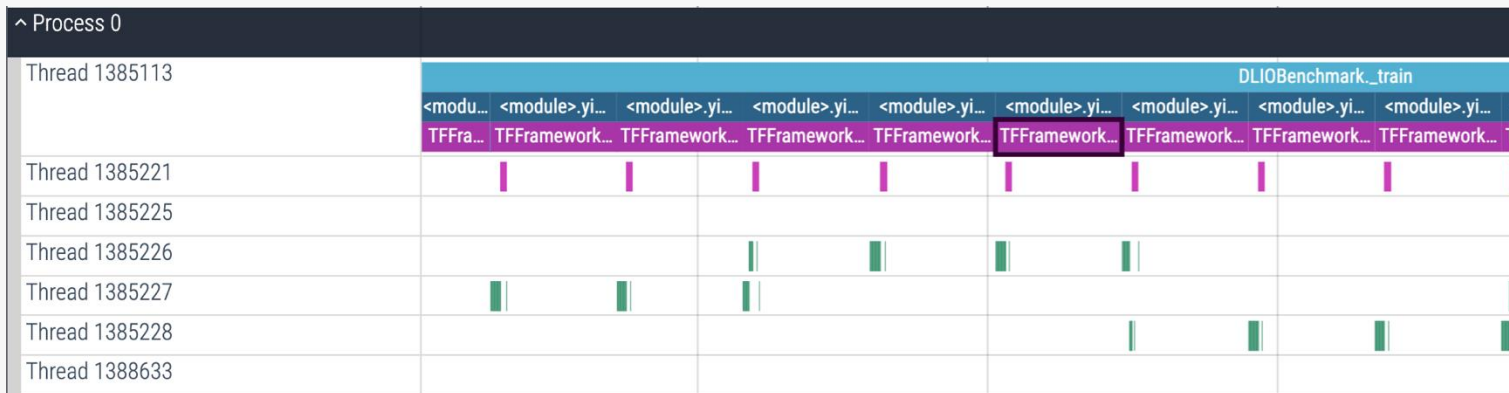 Process 0
Thread 1385113
DLIOBenchmark._train
<modu... <module>.yi... <module>.yi... <module>.yi... <module>.yi... <module>.yi... <module>.yi... <module>.yi... <module>.yi...
TFFra... TFFramework... TFFramework... TFFramework... TFFramework... TFFramework... TFFramework... TFFramework... TFFramework...
Thread 1385221
Thread 1385225
Thread 1385226
Thread 1385227
Thread 1385228
Thread 1388633